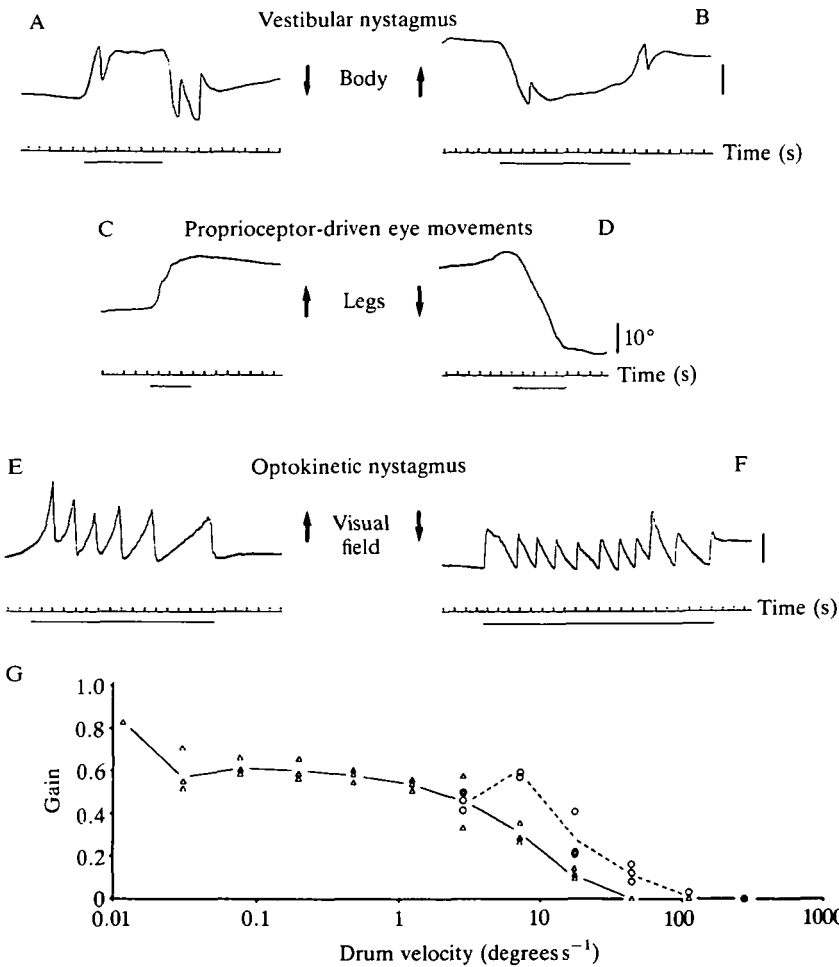 A Vestibular nystagmus B
Body
Time (s)
C Proprioceptor-driven eye movements D
Legs
10°
Time (s)
E Optokinetic nystagmus F
Visual
field
Time (s)
G
1.0
0.8
0.6
0.4
0.2
0
Gain
0.01 0.1 1 10 100 1000
Drum velocity (degrees s⁻¹)